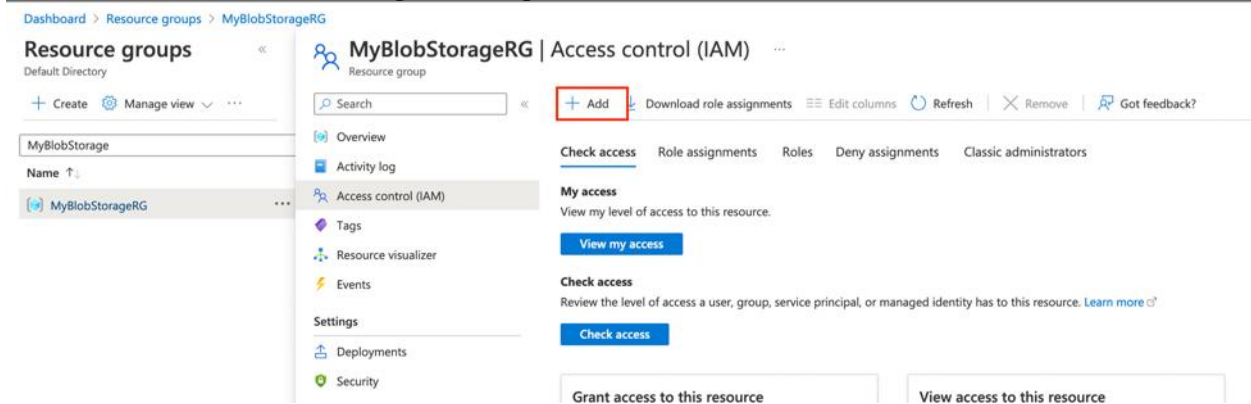 Dashboard > Resource groups > MyBlobStorageRG
Resource groups «
Default Directory
+ Create Manage view ...
MyBlobStorage
Name ↑↓
MyBlobStorageRG ...
MyBlobStorageRG | Access control (IAM) ...
Resource group
Search «
Overview
Activity log
Access control (IAM)
Tags
Resource visualizer
Events
Settings
Deployments
Security
+ Add Download role assignments Edit columns Refresh Remove Got feedback?
Check access Role assignments Roles Deny assignments Classic administrators
My access
View my level of access to this resource.
View my access
Check access
Review the level of access a user, group, service principal, or managed identity has to this resource. Learn more
Check access
Grant access to this resource
View access to this resource